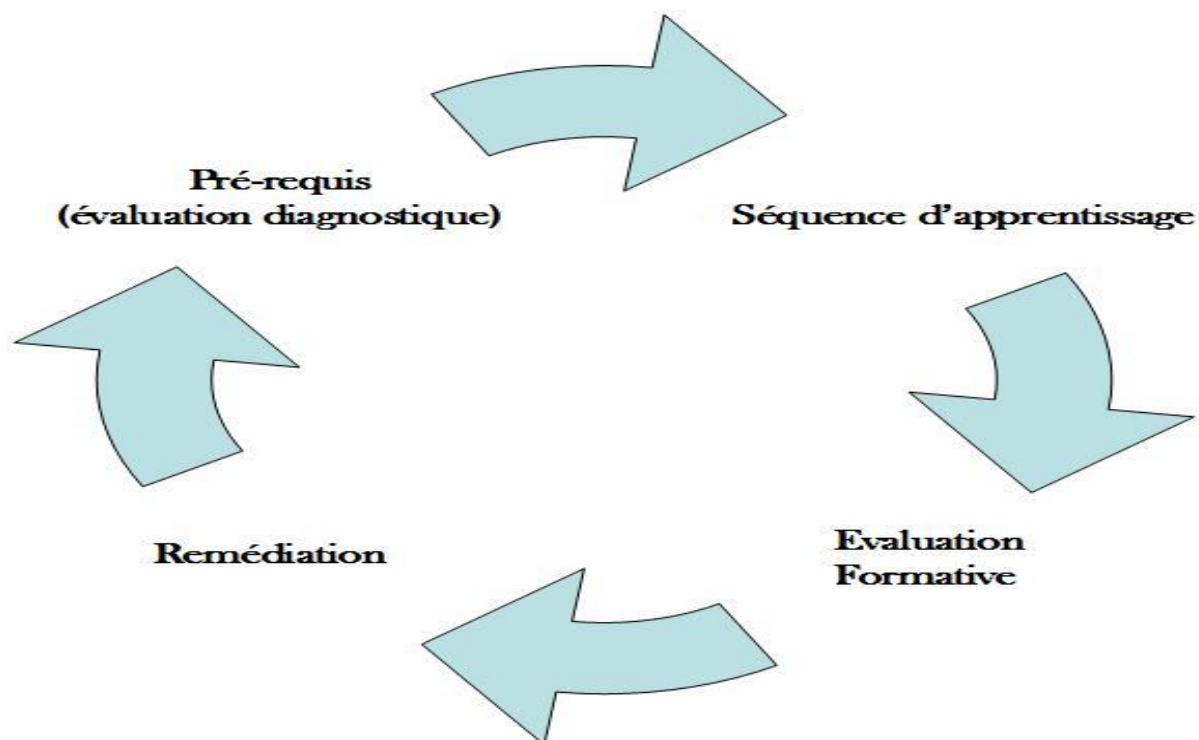 Pré-requis
(évaluation diagnostique)
Séquence d'apprentissage
Evaluation
Formative
Remédiation